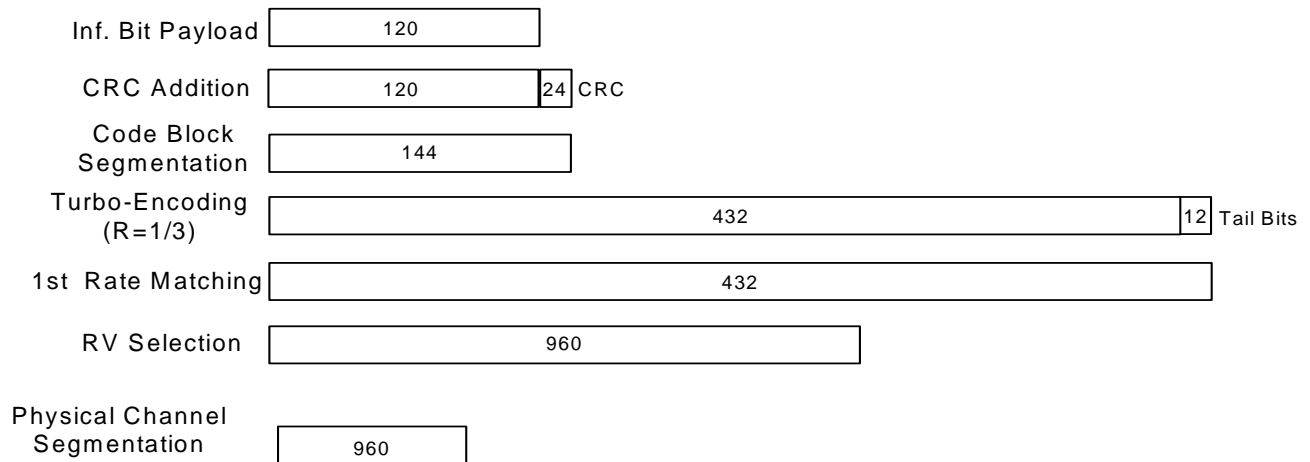 Inf. Bit Payload 120
CRC Addition 120 24 CRC
Code Block
Segmentation 144
Turbo-Encoding
(R=1/3) 432 12 Tail Bits
1st Rate Matching 432
RV Selection 960
Physical Channel
Segmentation 960